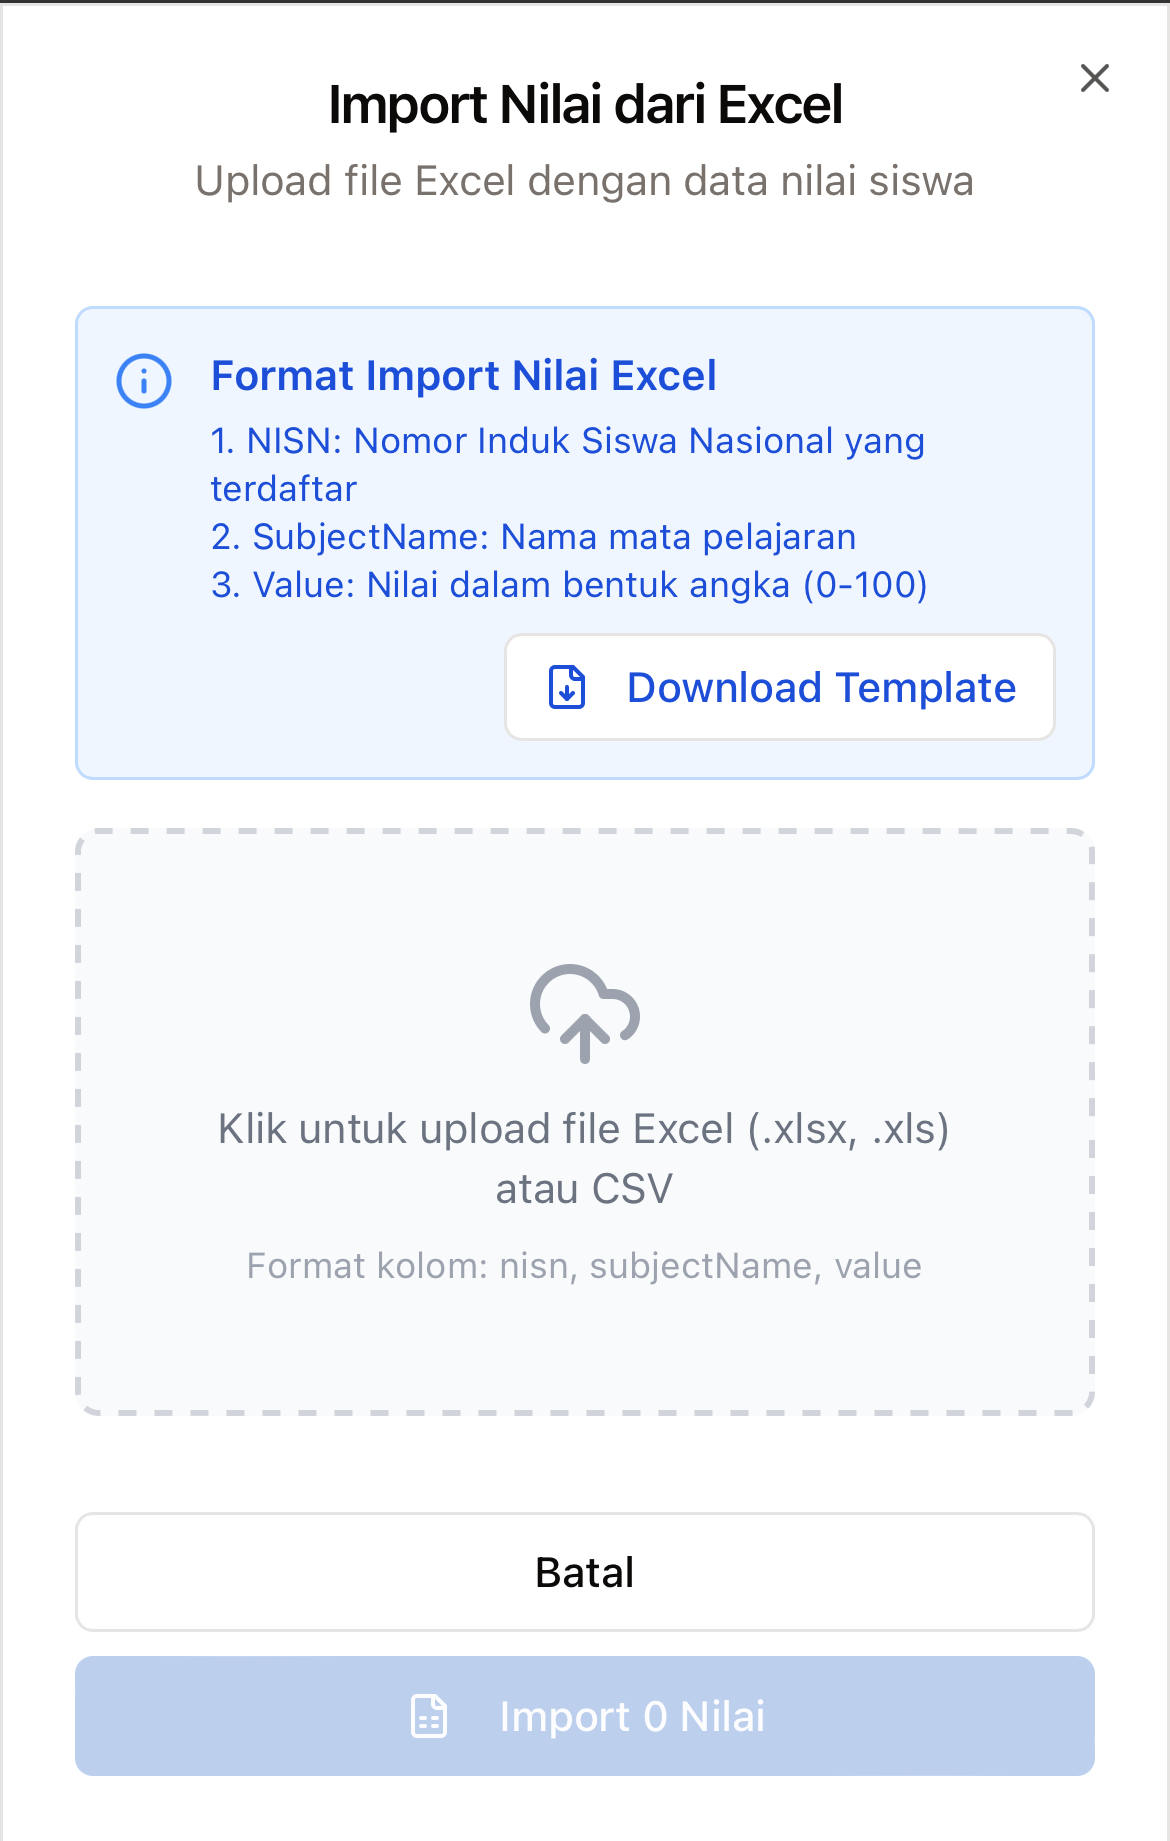 Import Nilai dari Excel
Upload file Excel dengan data nilai siswa
Format Import Nilai Excel
1. NISN: Nomor Induk Siswa Nasional yang
terdaftar
2. SubjectName: Nama mata pelajaran
3. Value: Nilai dalam bentuk angka (0-100)
Download Template
Klik untuk upload file Excel (.xlsx, .xls)
atau CSV
Format kolom: nisn, subjectName, value
Batal
Import 0 Nilai